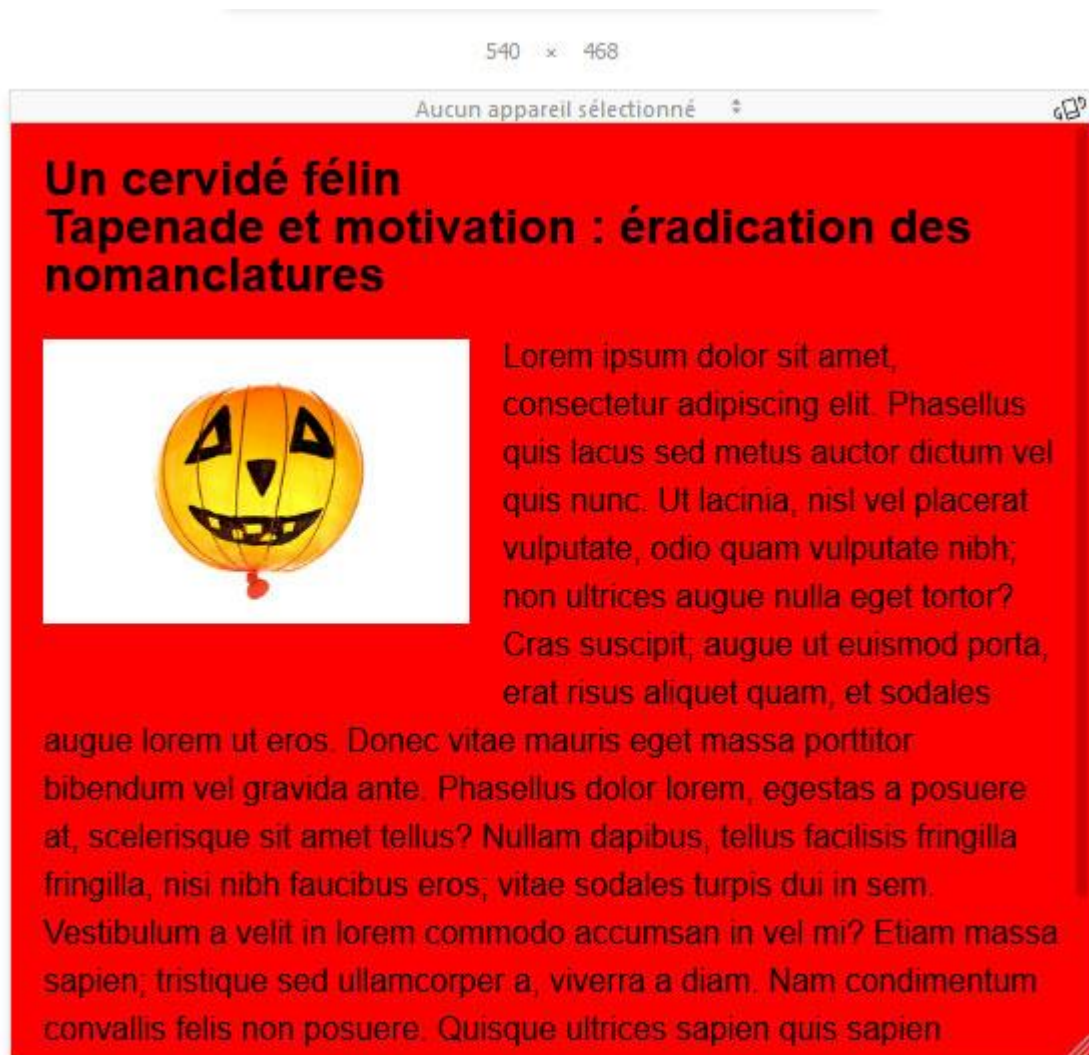 540 × 468
Aucun appareil sélectionné
Un cervidé félin
Tapenade et motivation : éradication des
nomanclatures
Lorem ipsum dolor sit amet,
consectetur adipiscing elit. Phasellus
quis lacus sed metus auctor dictum vel
quis nunc. Ut lacinia, nisl vel placerat
vulputate, odio quam vulputate nibh;
non ultrices augue nulla eget tortor?
Cras suscipit; augue ut euismod porta,
erat risus aliquet quam, et sodales
augue lorem ut eros. Donec vitae mauris eget massa porttitor
bibendum vel gravida ante. Phasellus dolor lorem, egestas a posuere
at, scelerisque sit amet tellus? Nullam dapibus, tellus facilisis fringilla
fringilla, nisi nibh faucibus eros; vitae sodales turpis dui in sem.
Vestibulum a velit in lorem commodo accumsan in vel mi? Etiam massa
sapien; tristique sed ullamcorper a, viverra a diam. Nam condimentum
convallis felis non posuere. Quisque ultrices sapien quis sapien